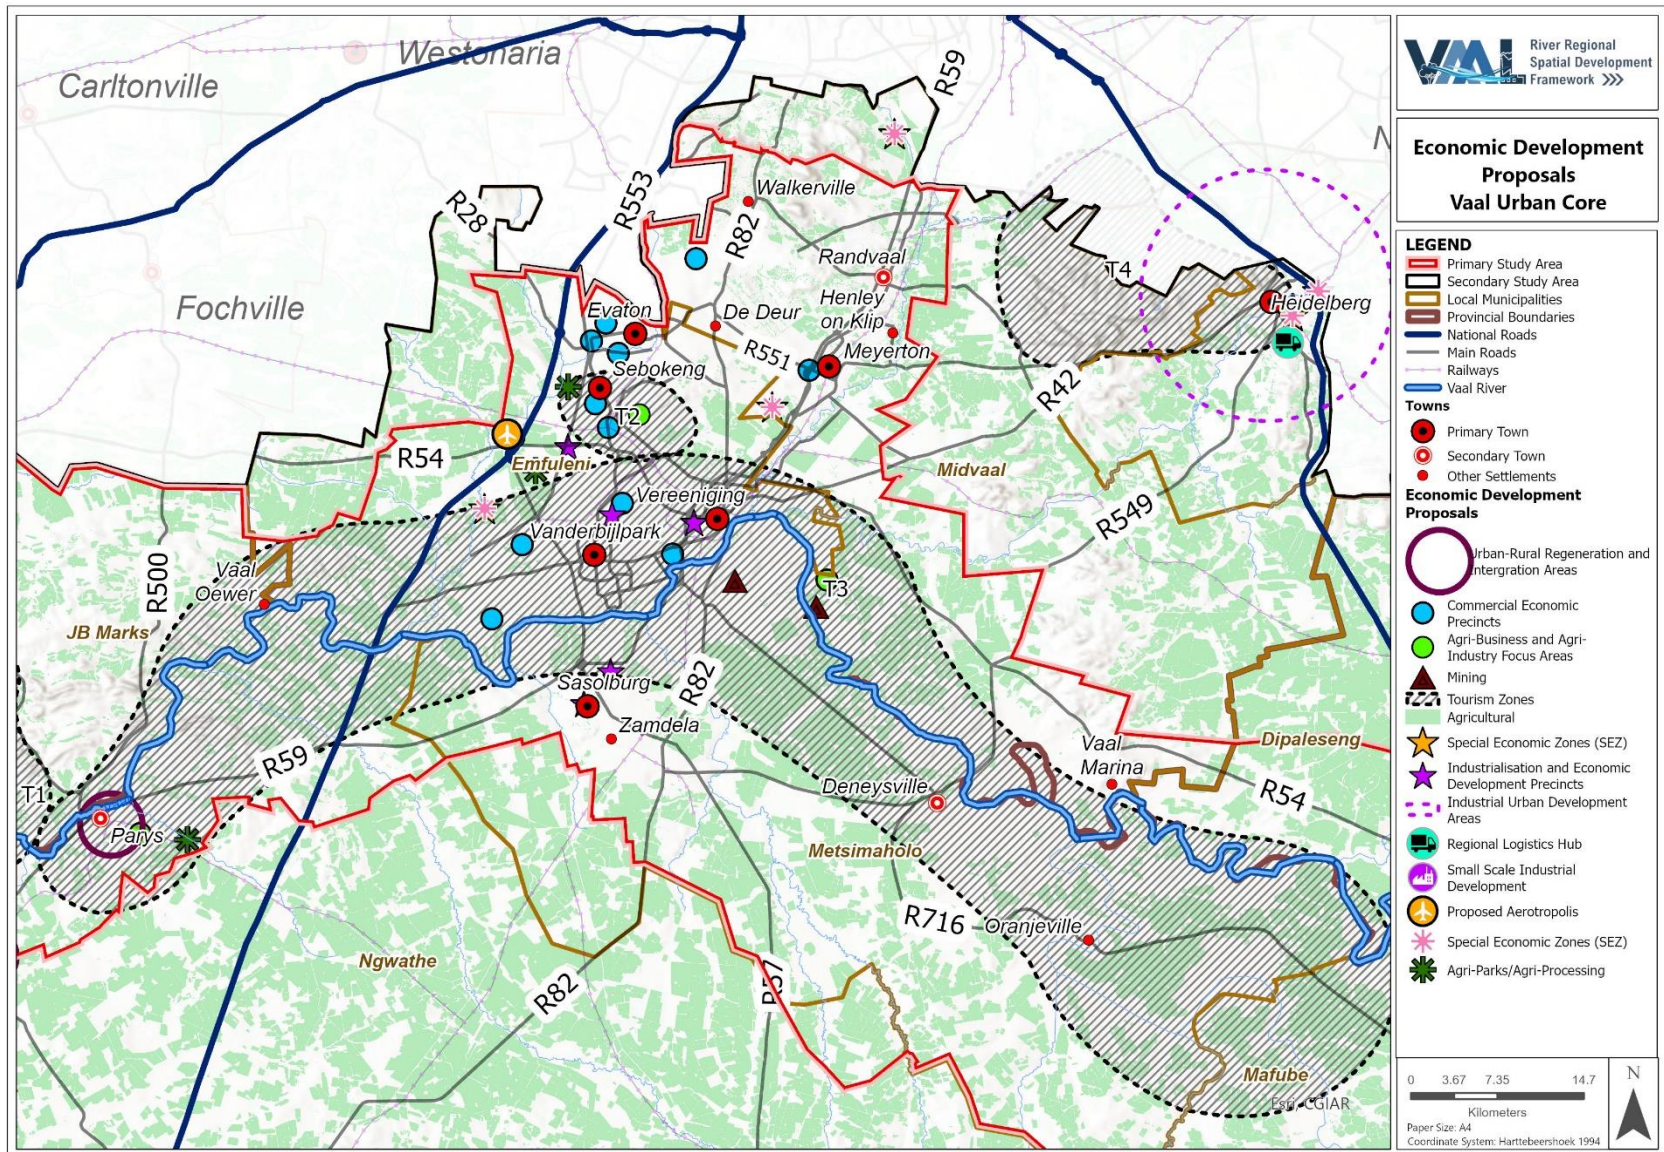 Westonaria
Carltonville
Fochville
R59
R28
R553
R82
Walkerville
Randvaal
Henley
on Klip
De Deur
R551
Meyerton
Evaton
Sebokeng
T2
T4
Heidelberg
N
R42
R54
Emfuleni
Midvaal
Vereeniging
Vanderbijlpark
R549
R500
Vaal
Oewer
JB Marks
T3
Sasolburg
R82
Zamdela
R59
T1
Parys
Deneysville
Vaal
Marina
Dipaleseng
R54
Metsimaholo
R716
Oranjeville
Ngwathe
R82
R57
Mafube
Esri, CGIAR
VAAL
River Regional
Spatial Development
Framework >>>
Economic Development
Proposals
Vaal Urban Core
LEGEND
Primary Study Area
Secondary Study Area
Local Municipalities
Provincial Boundaries
National Roads
Main Roads
Railways
Vaal River
Towns
Primary Town
Secondary Town
Other Settlements
Economic Development
Proposals
Urban-Rural Regeneration and
Intergration Areas
Commercial Economic
Precincts
Agri-Business and Agri-
Industry Focus Areas
Mining
Tourism Zones
Agricultural
Special Economic Zones (SEZ)
Industrialisation and Economic
Development Precincts
Industrial Urban Development
Areas
Regional Logistics Hub
Small Scale Industrial
Development
Proposed Aerotropolis
Special Economic Zones (SEZ)
Agri-Parks/Agri-Processing
0 3.67 7.35 14.7
Kilometers
Paper Size: A4
Coordinate System: Harttebeershoek 1994
N